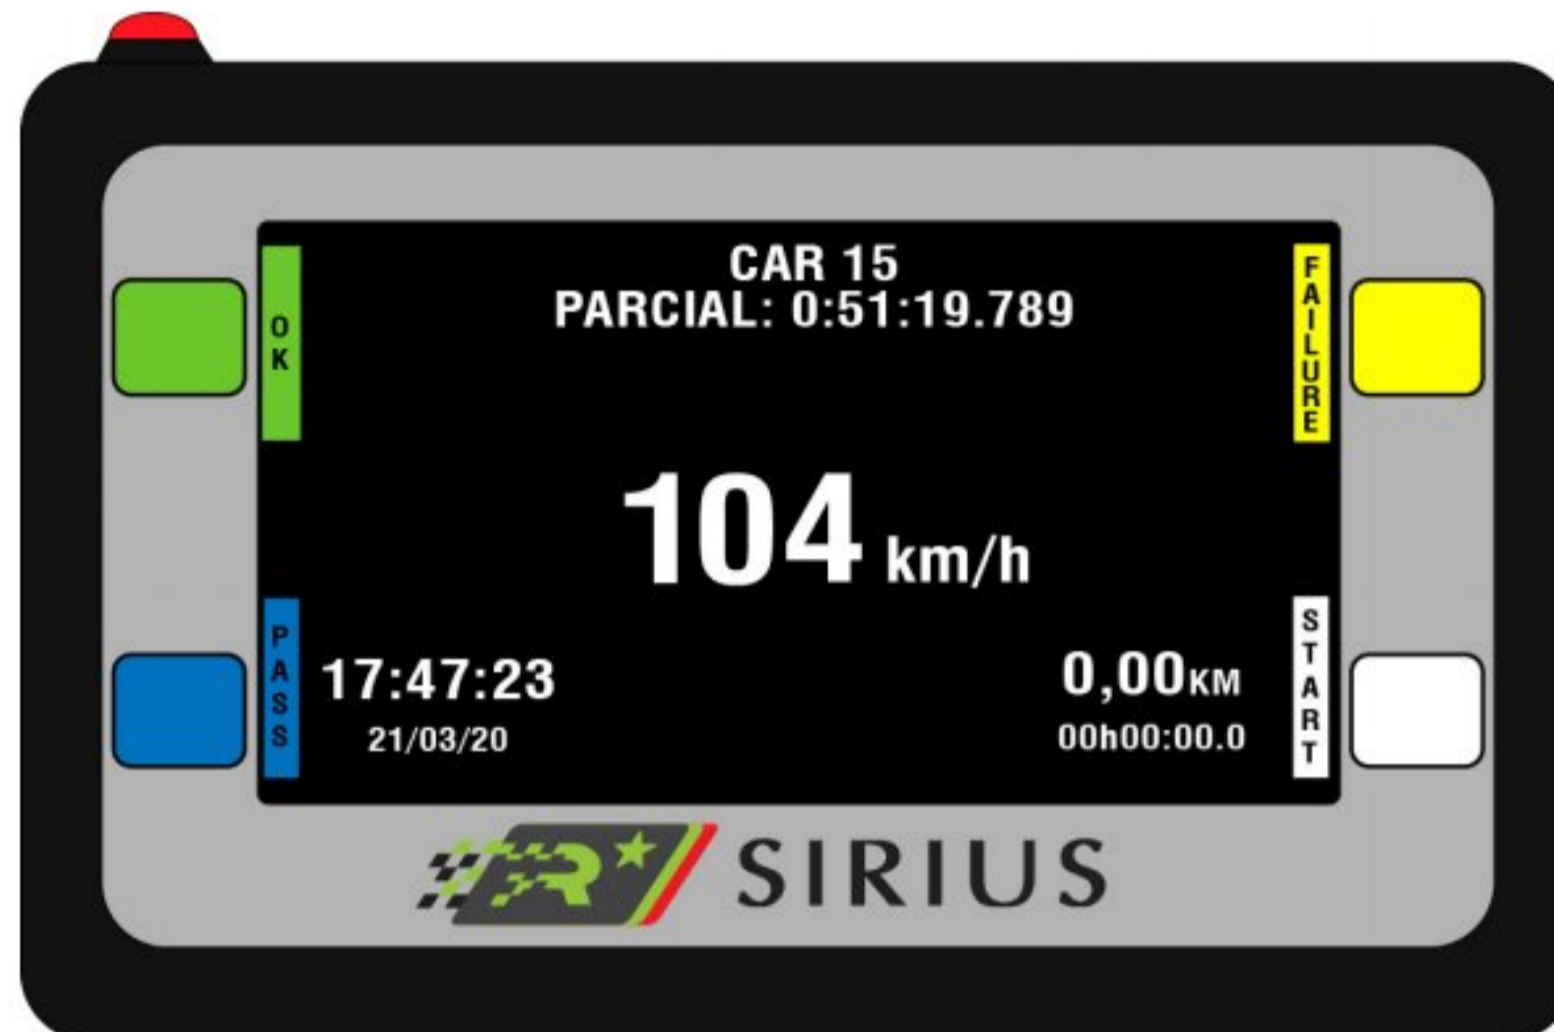 CAR 15
PARCIAL: 0:51:19.789
OK
FAILURE
104 km/h
PASS
START
17:47:23
0,00KM
21/03/20
00h00:00.0
R
SIRIUS